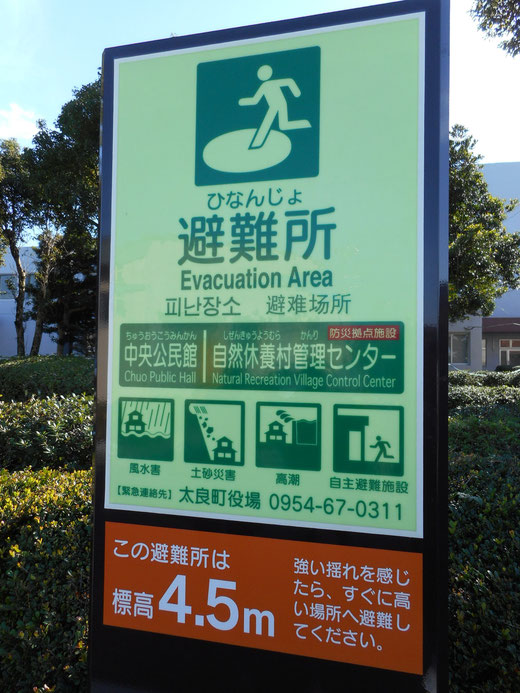 ひなんじょ
避難所
Evacuation Area
피난장소 避难场所
ちゅうおうこうみんかん
中央公民館
Chuo Public Hall
防災拠点施設
しぜんきゅうようむら かんり
自然休養村管理センター
Natural Recreation Village Control Center
風水害 土砂災害 高潮 自主避難施設
【緊急連絡先】太良町役場 0954-67-0311
この避難所は
標高4.5m
強い揺れを感じ
たら、すぐに高
い場所へ避難し
てください。